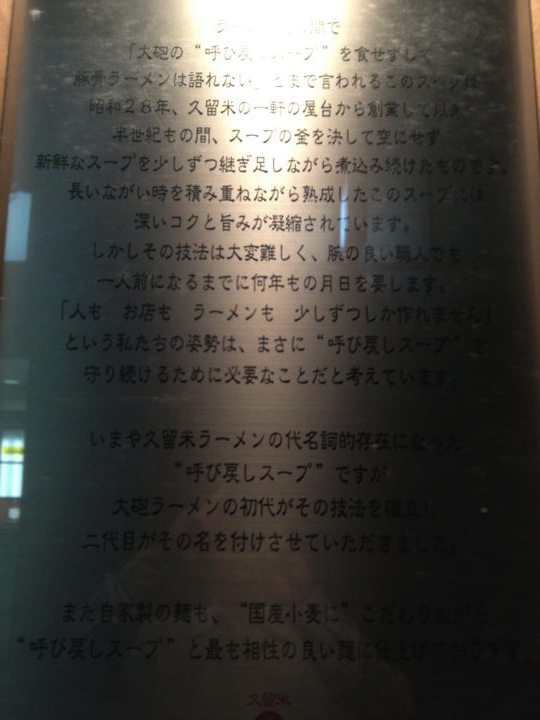 ラー 間で
「大砲の“呼び戻しスープ”を食せずして
豚骨ラーメンは語れない」とまで言われるこのスープは
昭和28年、久留米の一軒の屋台から創業して以来
半世紀もの間、スープの釜を決して空にせず
新鮮なスープを少しずつ継ぎ足しながら煮込み続けたものです。
長いながい時を積み重ねながら熟成したこのスープには
深いコクと旨みが凝縮されています。
しかしその技法は大変難しく、腕の良い職人でも
一人前になるまでに何年もの月日を要します。
「人も　お店も　ラーメンも　少しずつしか作れません」
という私たちの姿勢は、まさに“呼び戻しスープ”を
守り続けるために必要なことだと考えています。
いまや久留米ラーメンの代名詞的存在になった
“呼び戻しスープ”ですが
大砲ラーメンの初代がその技法を確立し
二代目がその名を付けさせていただきました。
また自家製の麺も、“国産小麦に”こだわりながら
“呼び戻しスープ”と最も相性の良い麺に仕上げており
久留米